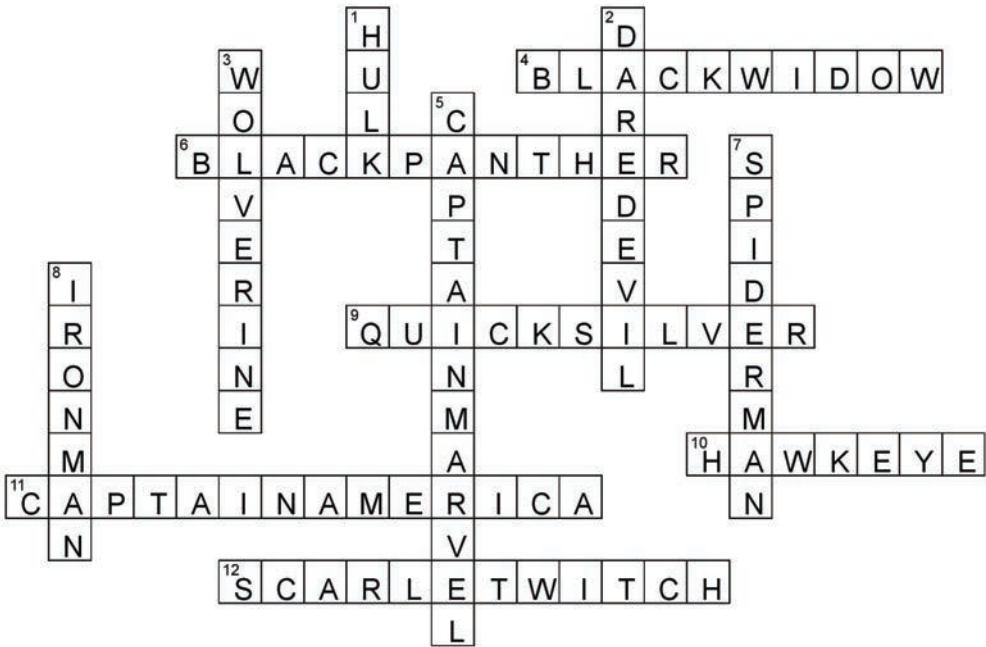 1 HULK
2 DAREDEVIL
3 WOLVERINE
4 BLACKWIDOW
5 CAPTAINMARVEL
6 BLACKPANTHER
7 SPIDERMAN
8 IRONMAN
9 QUICKSILVER
10 HAWKEYE
11 CAPTAINAMERICA
12 SCARLETWITCH